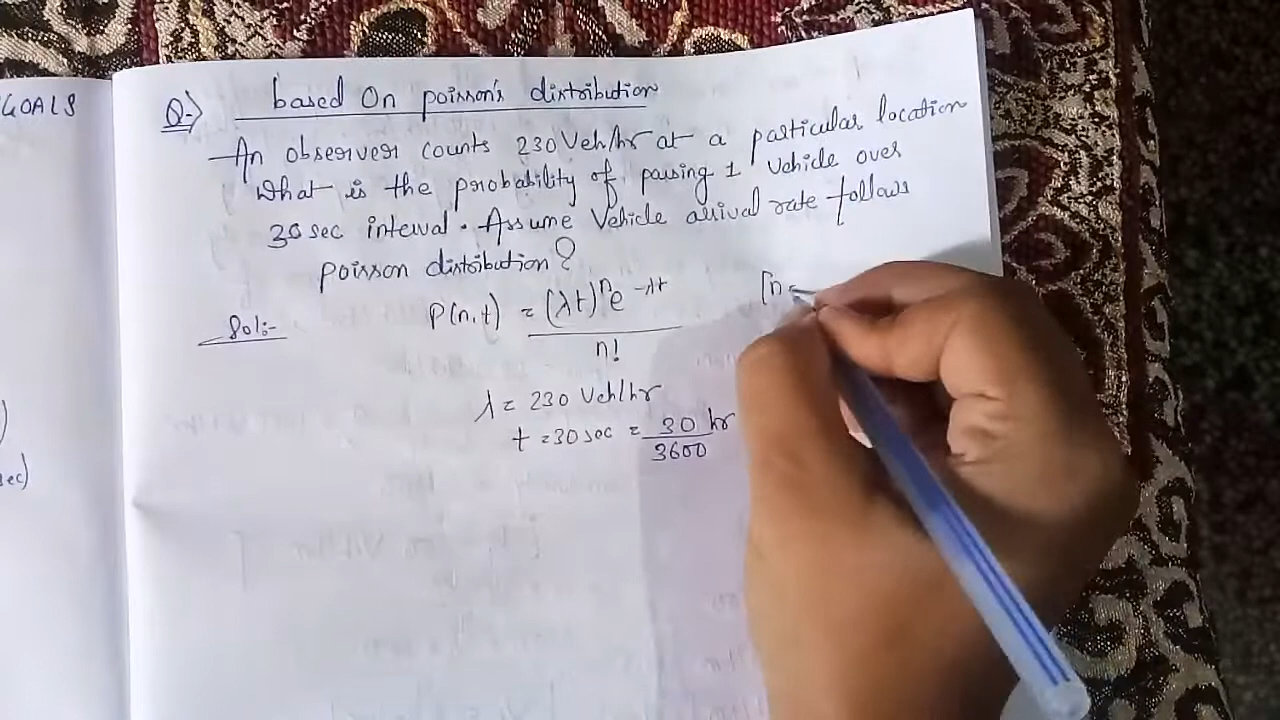 GOALS
Q→ based On poisson's distribution
An observer counts 230 Veh/hr at a particular location
What is the probability of passing 1 Vehicle over
30 sec interval. Assume Vehicle arrival rate follows
poisson distribution?
Sol:-
P(n,t) = (λt)ⁿ e^-λt
n!
[n =
λ = 230 Veh/hr
t = 30 sec = 30 hr
3600
)
sec)